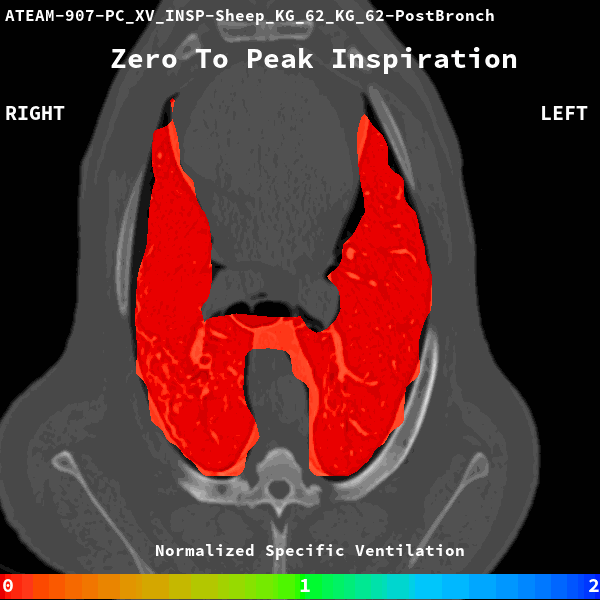 ATEAM-907-PC_XV_INSP-Sheep_KG_62_KG_62-PostBronch
Zero To Peak Inspiration
RIGHT LEFT
Normalized Specific Ventilation
0 1 2